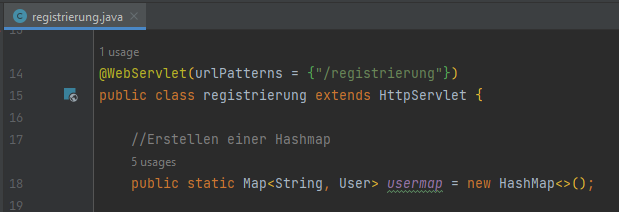 registrierung.java
13
1 usage
14 @WebServlet(urlPatterns = {"/registrierung"})
15 public class registrierung extends HttpServlet {
16
17 //Erstellen einer Hashmap
5 usages
18 public static Map<String, User> usermap = new HashMap<>();
19